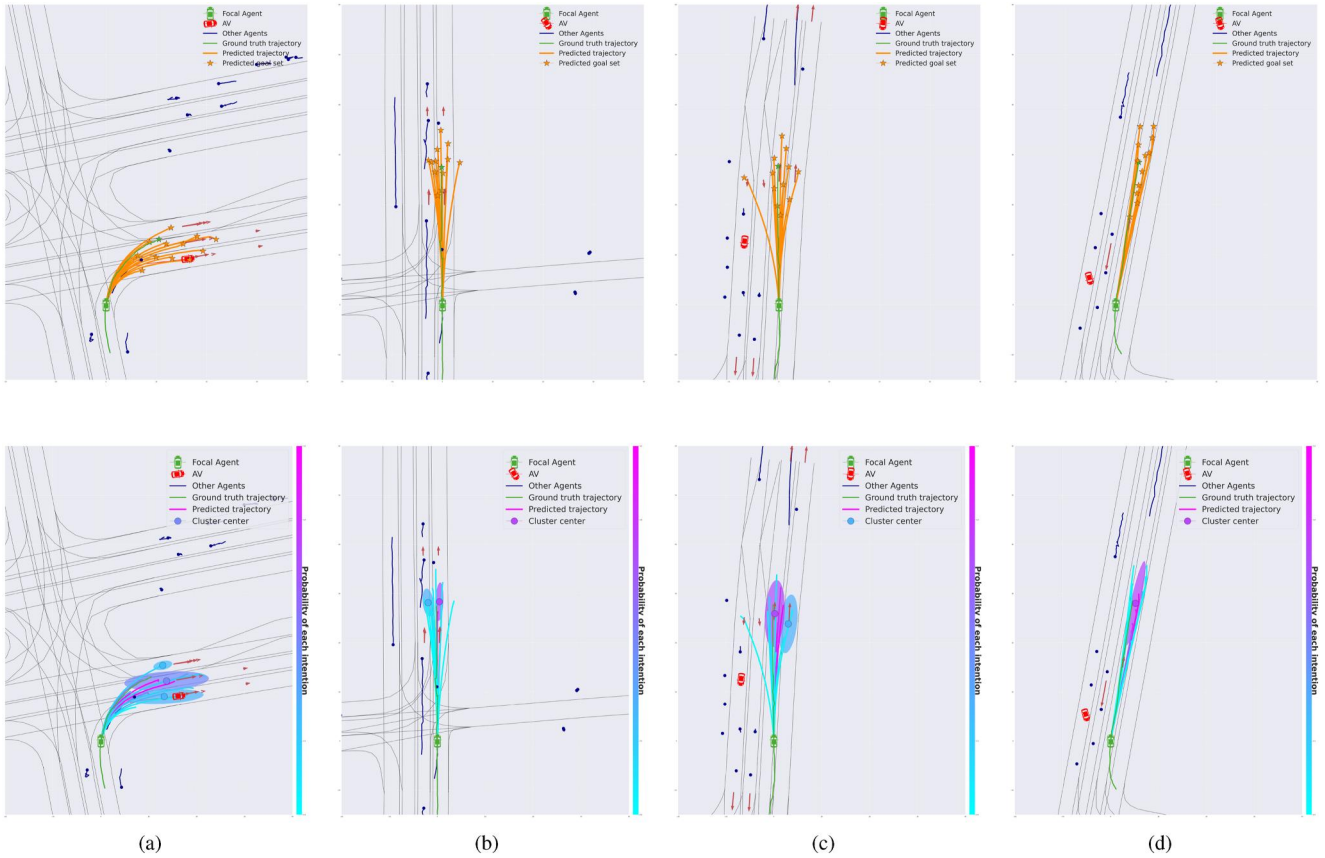 Focal Agent
AV
Other Agents
Ground truth trajectory
Predicted trajectory
Predicted goal set
Focal Agent
AV
Other Agents
Ground truth trajectory
Predicted trajectory
Predicted goal set
Focal Agent
AV
Other Agents
Ground truth trajectory
Predicted trajectory
Predicted goal set
Focal Agent
AV
Other Agents
Ground truth trajectory
Predicted trajectory
Predicted goal set
Focal Agent
AV
Other Agents
Ground truth trajectory
Predicted trajectory
Cluster center
Probability of each intention
Focal Agent
AV
Other Agents
Ground truth trajectory
Predicted trajectory
Cluster center
Probability of each intention
Focal Agent
AV
Other Agents
Ground truth trajectory
Predicted trajectory
Cluster center
Probability of each intention
Focal Agent
AV
Other Agents
Ground truth trajectory
Predicted trajectory
Cluster center
Probability of each intention
(a)
(b)
(c)
(d)